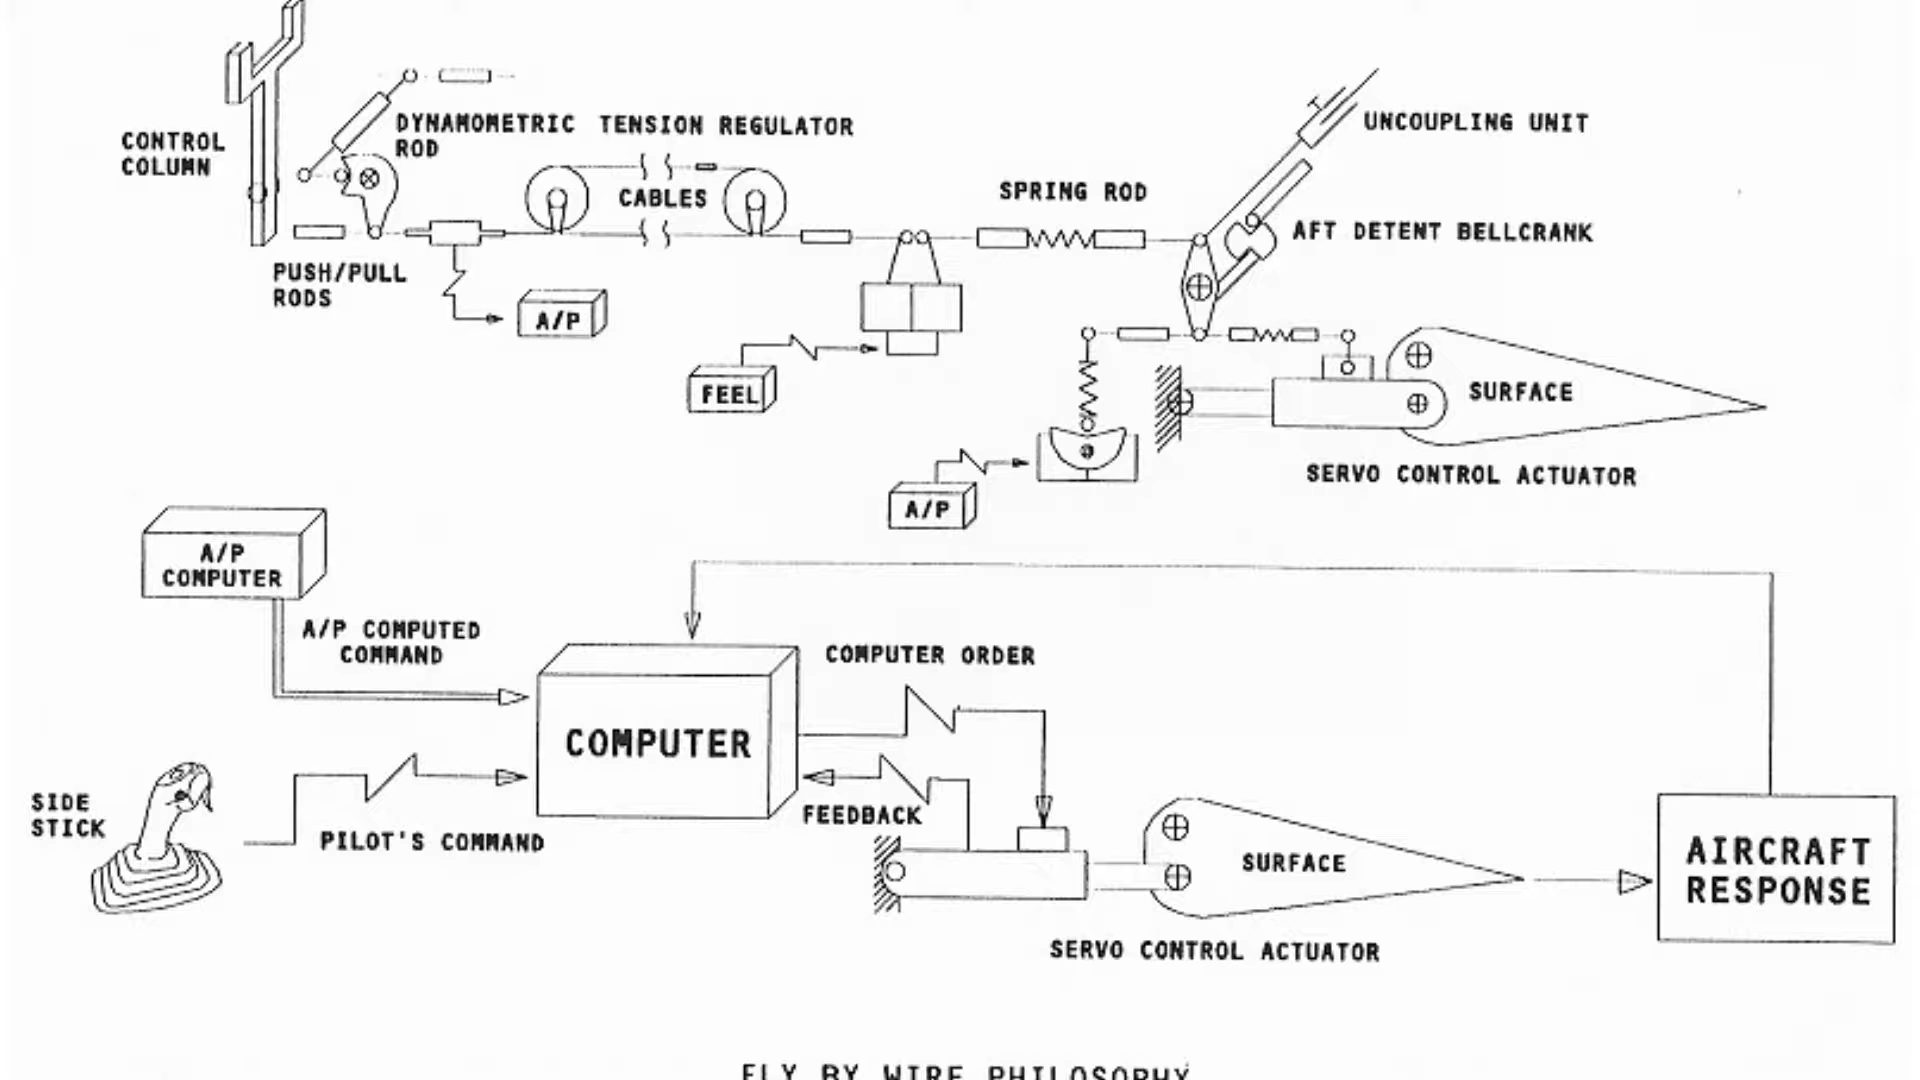 CONTROL
COLUMN
DYNAMOMETRIC
ROD
TENSION REGULATOR
CABLES
PUSH/PULL
RODS
A/P
FEEL
SPRING ROD
UNCOUPLING UNIT
AFT DETENT BELLCRANK
SURFACE
SERVO CONTROL ACTUATOR
A/P
A/P
COMPUTER
A/P COMPUTED
COMMAND
COMPUTER
COMPUTER ORDER
FEEDBACK
SIDE
STICK
PILOT'S COMMAND
SURFACE
SERVO CONTROL ACTUATOR
AIRCRAFT
RESPONSE
FLY BY WIRE PHILOSOPHY